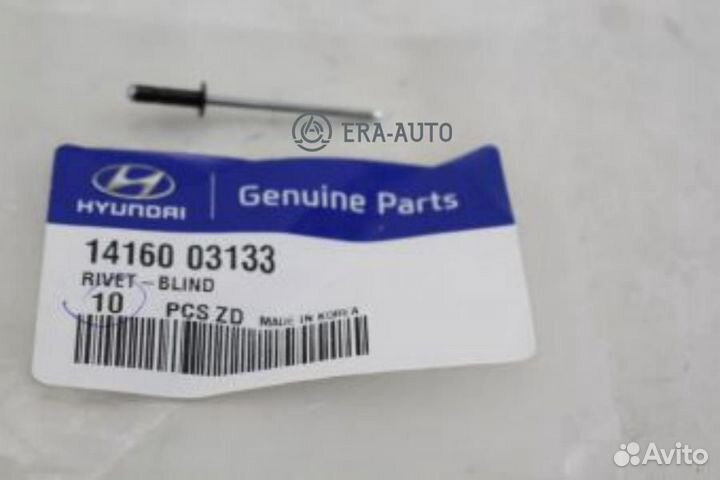 ERA-AUTO
HYUNDAI
Genuine Parts
14160 03133
RIVET-BLIND
10 PCS ZD MADE IN KOREA
Avito